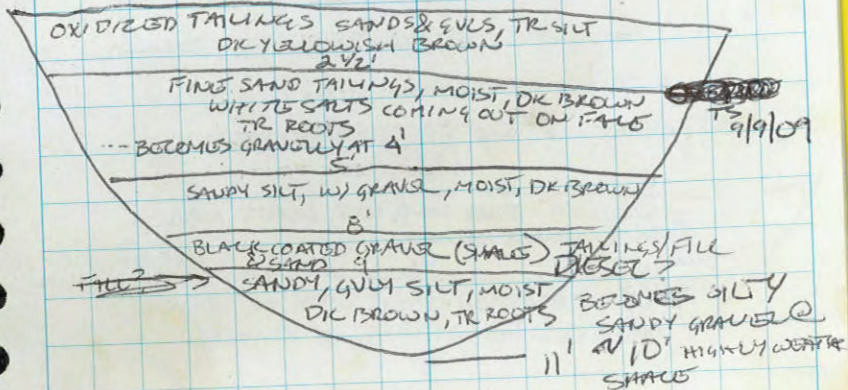 OXIDIZED TAILINGS SANDS & GVLS, TR SILT
DK YELLOWISH BROWN
2 1/2'
FINE SAND TAILINGS, MOIST, DK BROWN
WHITE SALTS COMING OUT ON FACE
TR ROOTS
TS
9/9/09
... BECOMES GRAVELLY AT 4'
5'
SANDY SILT, W/ GRAVEL, MOIST, DK BROWN
8'
BLACK COATED GRAVEL (SHALE) TAILINGS/FILL
& SAND 9'
DIESEL?
FILL?
SANDY, GVLY SILT, MOIST
DK BROWN, TR ROOTS
BECOMES SILTY
SANDY GRAVEL @
~10' HIGHLY WEATH
SHALE
11'